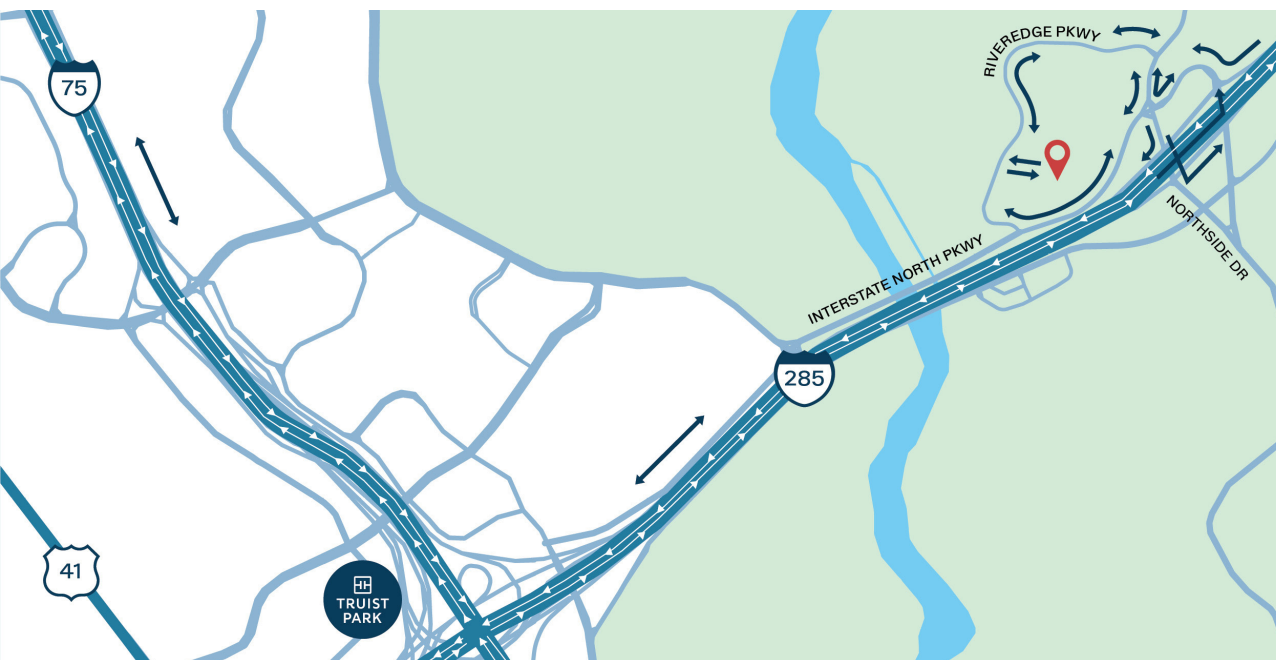 RIVEREDGE PKWY
75
NORTHSIDE DR
INTERSTATE NORTH PKWY
285
41
TRUIST
PARK